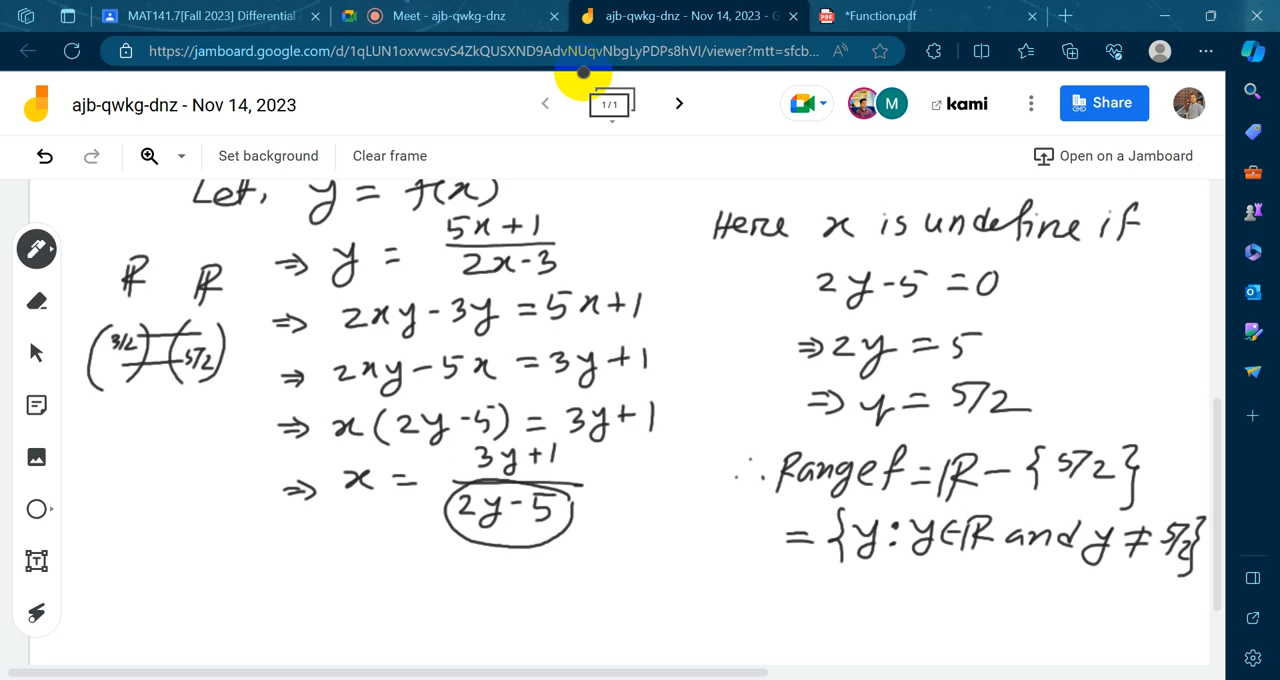 MAT141.7[Fall 2023] Differential
Meet - ajb-qwkg-dnz
ajb-qwkg-dnz - Nov 14, 2023 - G
*Function.pdf
https://jamboard.google.com/d/1qLUN1oxvwcsvS4ZkQUSXND9AdvNUqvNbgLyPDPs8hVI/viewer?mtt=sfcb...
ajb-qwkg-dnz - Nov 14, 2023
1/1
M
kami
Share
Set background
Clear frame
Open on a Jamboard
Let, y = f(x)
⇒ y = (5x+1)/(2x-3)
⇒ 2xy - 3y = 5x+1
⇒ 2xy - 5x = 3y+1
⇒ x(2y-5) = 3y+1
⇒ x = (3y+1)/(2y-5)
ℝ ℝ
3/2 5/2
Here x is undefine if
2y-5 = 0
⇒ 2y = 5
⇒ y = 5/2
∴ Range f = ℝ - {5/2}
= {y : y ∈ ℝ and y ≠ 5/2}